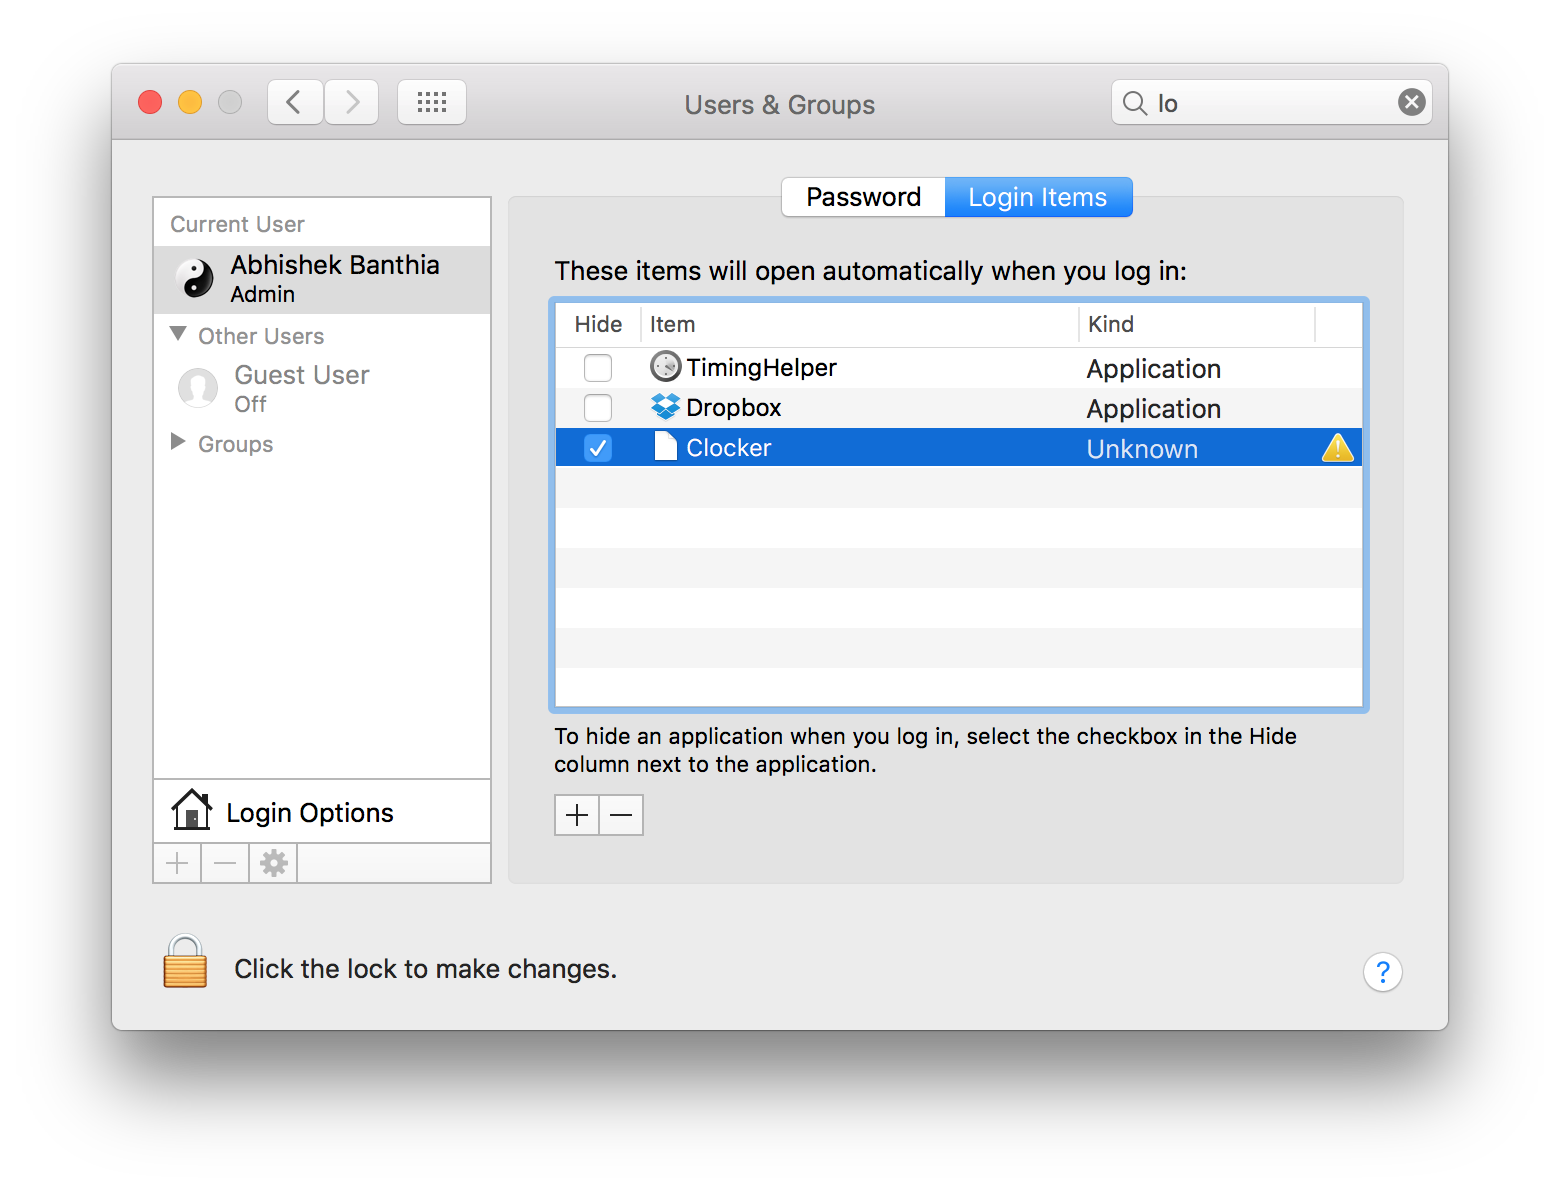 Users & Groups
lo
Password
Login Items
Current User
Abhishek Banthia
Admin
Other Users
Guest User
Off
Groups
Login Options
These items will open automatically when you log in:
Hide Item Kind
TimingHelper Application
Dropbox Application
Clocker Unknown
To hide an application when you log in, select the checkbox in the Hide
column next to the application.
Click the lock to make changes.
?